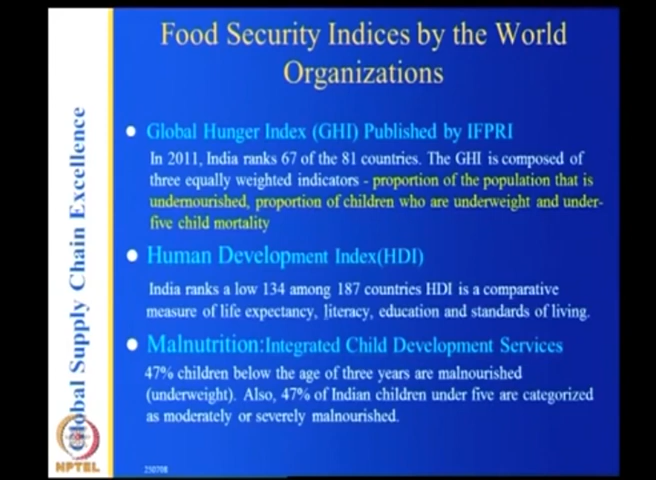 Food Security Indices by the World
Organizations
Global Hunger Index (GHI) Published by IFPRI
In 2011, India ranks 67 of the 81 countries. The GHI is composed of
three equally weighted indicators - proportion of the population that is
undernourished, proportion of children who are underweight and under-
five child mortality
Human Development Index(HDI)
India ranks a low 134 among 187 countries HDI is a comparative
measure of life expectancy, literacy, education and standards of living.
Malnutrition:Integrated Child Development Services
47% children below the age of three years are malnourished
(underweight). Also, 47% of Indian children under five are categorized
as moderately or severely malnourished.
Global Supply Chain Excellence
NPTEL
250708